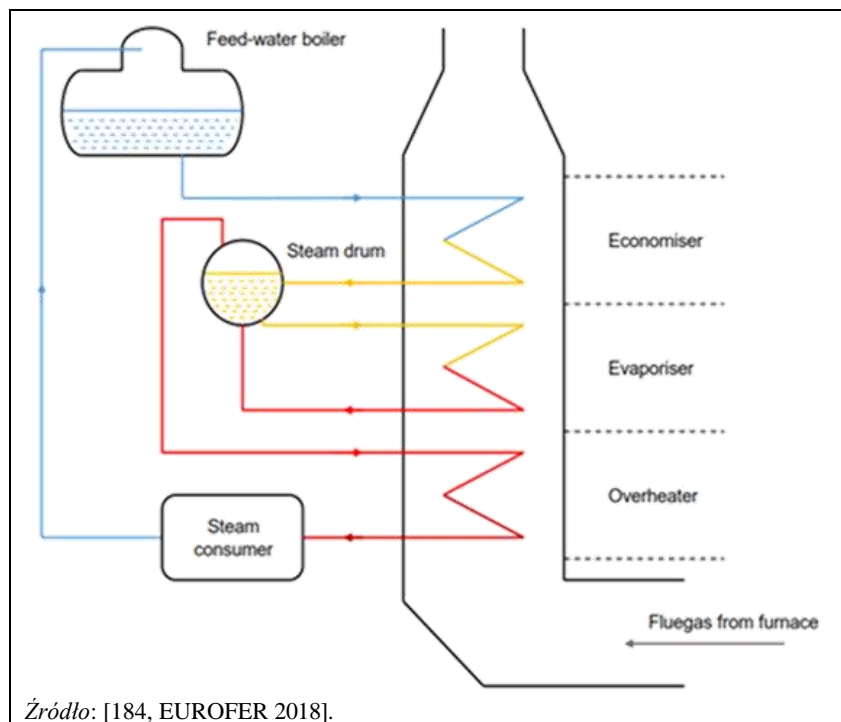 Feed-water boiler
Steam drum
Economiser
Evaporiser
Overheater
Steam
consumer
Fluegas from furnace
Źródło: [184, EUROFER 2018].